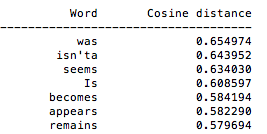 Word Cosine distance
------------------------------------
was 0.654974
isn'ta 0.643952
seems 0.634030
Is 0.608597
becomes 0.584194
appears 0.582290
remains 0.579694